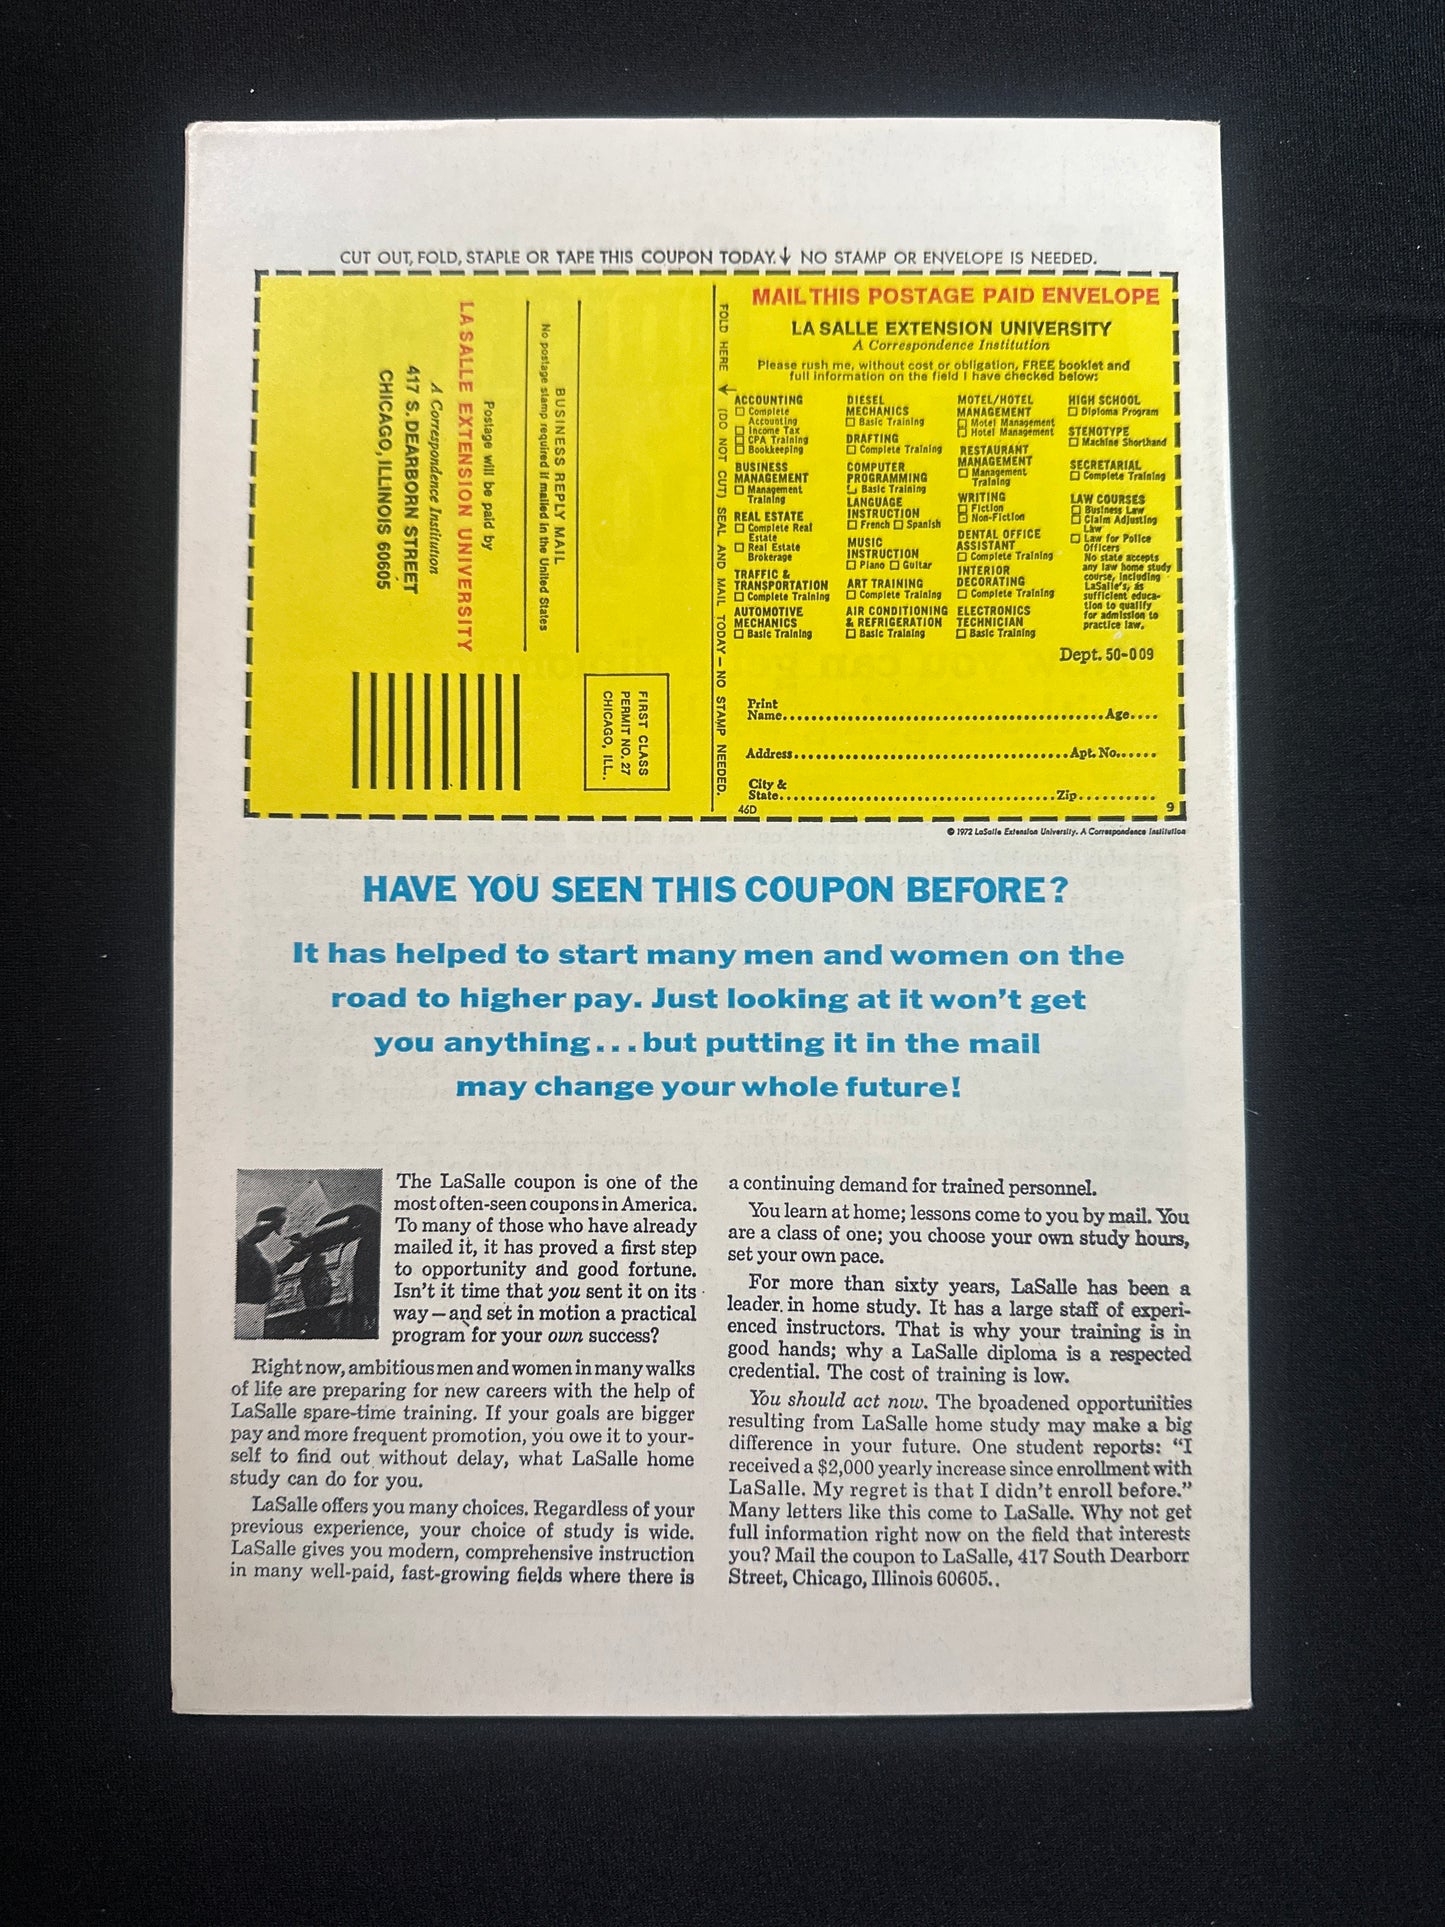 CUT OUT, FOLD, STAPLE OR TAPE THIS COUPON TODAY.↓ NO STAMP OR ENVELOPE IS NEEDED.
BUSINESS REPLY MAIL
No postage stamp required if mailed in the United States
Postage will be paid by
LA SALLE EXTENSION UNIVERSITY
A Correspondence Institution
417 S. DEARBORN STREET
CHICAGO, ILLINOIS 60605
FIRST CLASS
PERMIT NO. 27
CHICAGO, ILL.
FOLD HERE → (DO NOT CUT) SEAL AND MAIL TODAY — NO STAMP NEEDED.
MAIL THIS POSTAGE PAID ENVELOPE
LA SALLE EXTENSION UNIVERSITY
A Correspondence Institution
Please rush me, without cost or obligation, FREE booklet and
full information on the field I have checked below:
ACCOUNTING
☐ Complete
Accounting
☐ Income Tax
☐ CPA Training
☐ Bookkeeping
BUSINESS
MANAGEMENT
☐ Management
Training
REAL ESTATE
☐ Complete Real
Estate
☐ Real Estate
Brokerage
TRAFFIC &
TRANSPORTATION
☐ Complete Training
AUTOMOTIVE
MECHANICS
☐ Basic Training
DIESEL
MECHANICS
☐ Basic Training
DRAFTING
☐ Complete Training
COMPUTER
PROGRAMMING
☐ Basic Training
LANGUAGE
INSTRUCTION
☐ French ☐ Spanish
MUSIC
INSTRUCTION
☐ Piano ☐ Guitar
ART TRAINING
☐ Complete Training
AIR CONDITIONING
& REFRIGERATION
☐ Basic Training
MOTEL/HOTEL
MANAGEMENT
☐ Motel Management
☐ Hotel Management
RESTAURANT
MANAGEMENT
☐ Management
Training
WRITING
☐ Fiction
☐ Non-Fiction
DENTAL OFFICE
ASSISTANT
☐ Complete Training
INTERIOR
DECORATING
☐ Complete Training
ELECTRONICS
TECHNICIAN
☐ Basic Training
HIGH SCHOOL
☐ Diploma Program
STENOTYPE
☐ Machine Shorthand
SECRETARIAL
☐ Complete Training
LAW COURSES
☐ Business Law
☐ Claim Adjusting
Law
☐ Law for Police
Officers
No state accepts
any law home study
course, including
LaSalle's, as
sufficient educa-
tion to qualify
for admission to
practice law.
Dept. 50-009
Print
Name. Age
Address Apt. No.
City &
State. Zip
46D 9
© 1972 LaSalle Extension University. A Correspondence Institution
HAVE YOU SEEN THIS COUPON BEFORE?
It has helped to start many men and women on the
road to higher pay. Just looking at it won't get
you anything...but putting it in the mail
may change your whole future!
The LaSalle coupon is one of the
most often-seen coupons in America.
To many of those who have already
mailed it, it has proved a first step
to opportunity and good fortune.
Isn't it time that you sent it on its
way—and set in motion a practical
program for your own success?
Right now, ambitious men and women in many walks
of life are preparing for new careers with the help of
LaSalle spare-time training. If your goals are bigger
pay and more frequent promotion, you owe it to your-
self to find out without delay, what LaSalle home
study can do for you.
LaSalle offers you many choices. Regardless of your
previous experience, your choice of study is wide.
LaSalle gives you modern, comprehensive instruction
in many well-paid, fast-growing fields where there is
a continuing demand for trained personnel.
You learn at home; lessons come to you by mail. You
are a class of one; you choose your own study hours,
set your own pace.
For more than sixty years, LaSalle has been a
leader in home study. It has a large staff of experi-
enced instructors. That is why your training is in
good hands; why a LaSalle diploma is a respected
credential. The cost of training is low.
You should act now. The broadened opportunities
resulting from LaSalle home study may make a big
difference in your future. One student reports: "I
received a $2,000 yearly increase since enrollment with
LaSalle. My regret is that I didn't enroll before."
Many letters like this come to LaSalle. Why not get
full information right now on the field that interests
you? Mail the coupon to LaSalle, 417 South Dearborn
Street, Chicago, Illinois 60605..